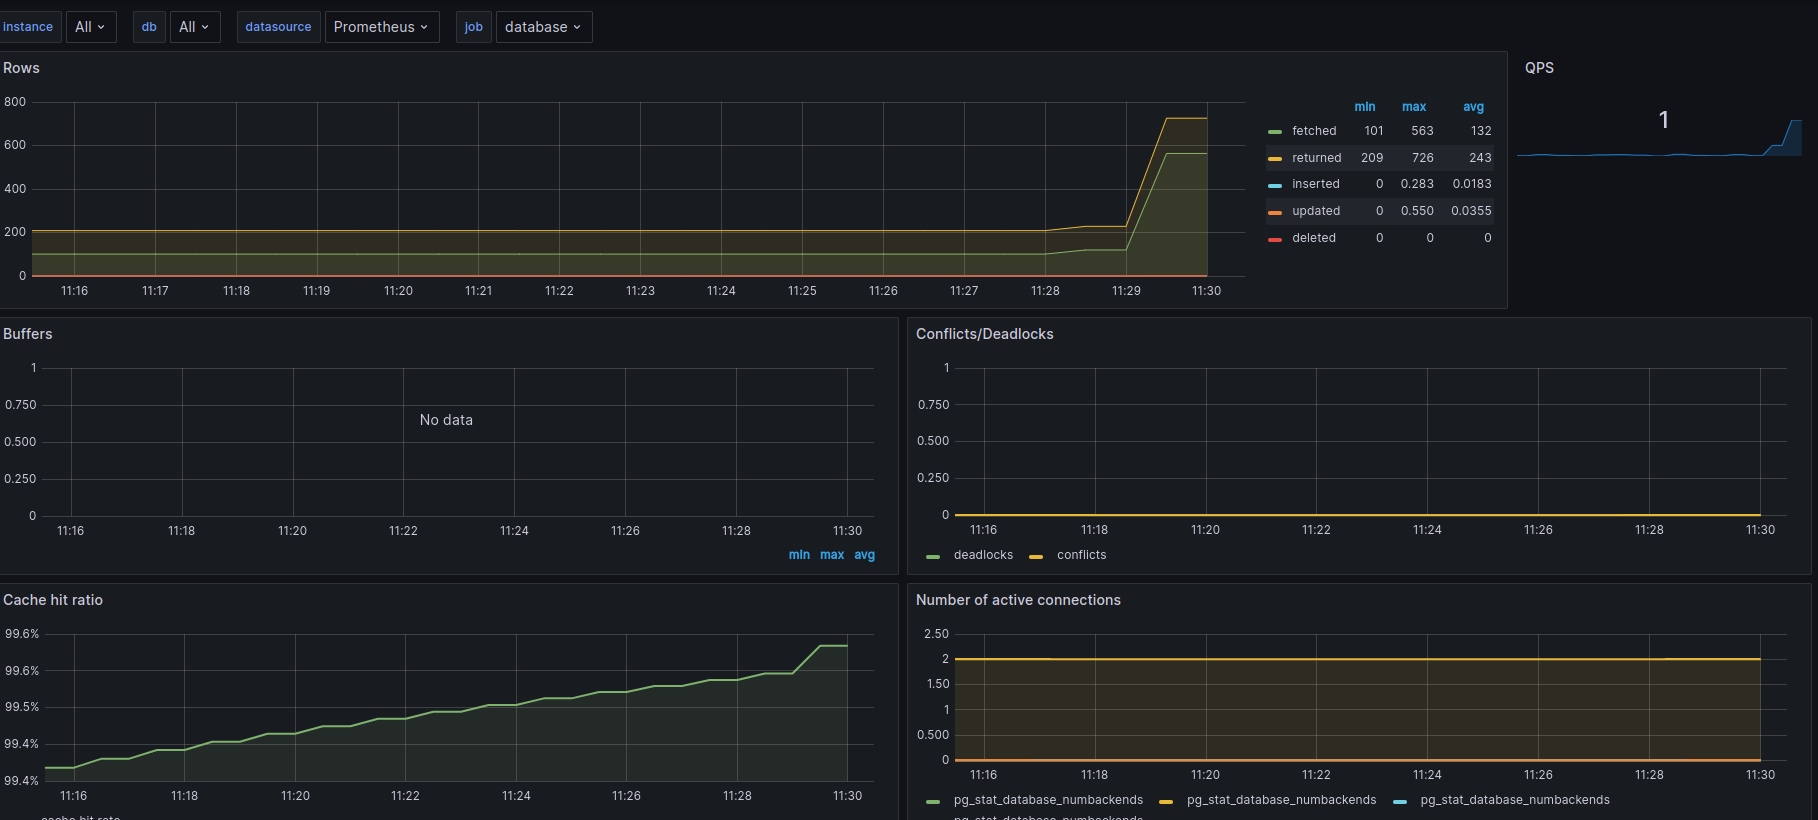 instance All db All datasource Prometheus job database
Rows
QPS
800
600
400
200
0
11:16 11:17 11:18 11:19 11:20 11:21 11:22 11:23 11:24 11:25 11:26 11:27 11:28 11:29 11:30
min max avg
fetched 101 563 132
returned 209 726 243
inserted 0 0.283 0.0183
updated 0 0.550 0.0355
deleted 0 0 0
1
Buffers
1
0.750
0.500
0.250
0
No data
11:16 11:18 11:20 11:22 11:24 11:26 11:28 11:30
min max avg
Conflicts/Deadlocks
1
0.750
0.500
0.250
0
11:16 11:18 11:20 11:22 11:24 11:26 11:28 11:30
deadlocks conflicts
Cache hit ratio
99.6%
99.6%
99.5%
99.4%
99.4%
11:16 11:18 11:20 11:22 11:24 11:26 11:28 11:30
cache hit rate
Number of active connections
2.50
2
1.50
1
0.500
0
11:16 11:18 11:20 11:22 11:24 11:26 11:28 11:30
pg_stat_database_numbackends pg_stat_database_numbackends pg_stat_database_numbackends
pg_stat_database_numbackends